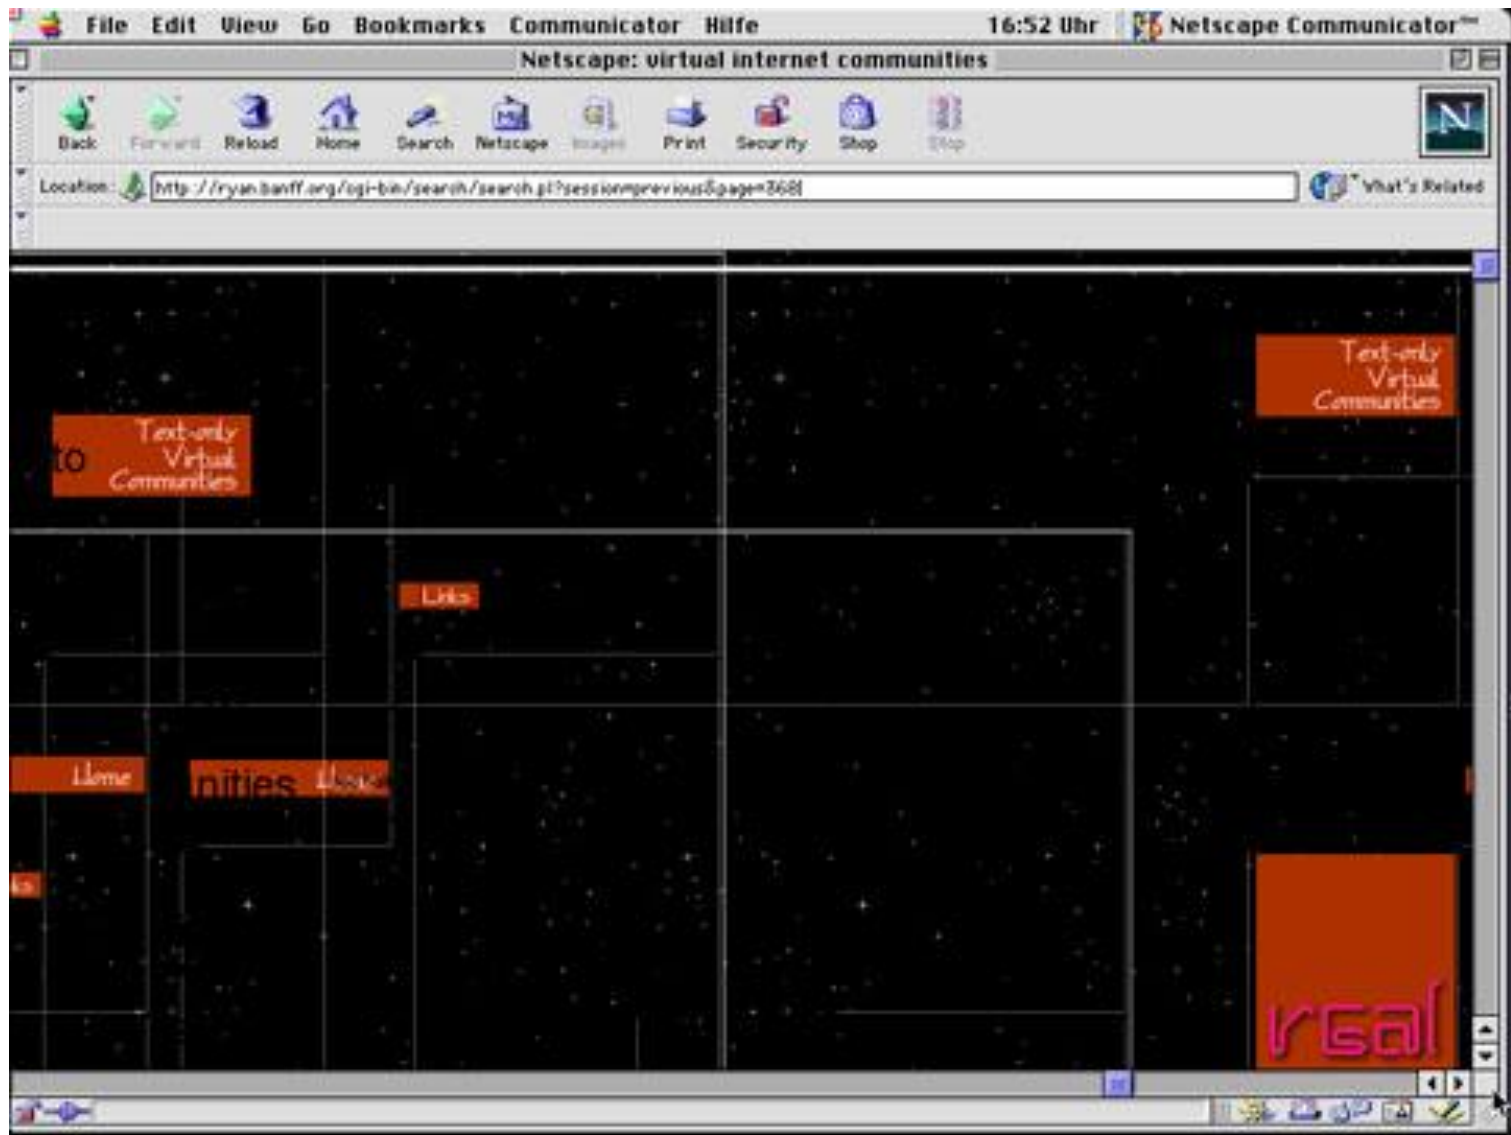 File Edit View Go Bookmarks Communicator Hilfe 16:52 Uhr Netscape Communicator™
Netscape: virtual internet communities
Back Forward Reload Home Search Netscape Images Print Security Shop Stop
Location: http://ryan.banff.org/cgi-bin/search/search.pl?session=previous&page=368 What's Related
Text-only
Virtual
Communities
to
Text-only
Virtual
Communities
Links
Home
nities
real